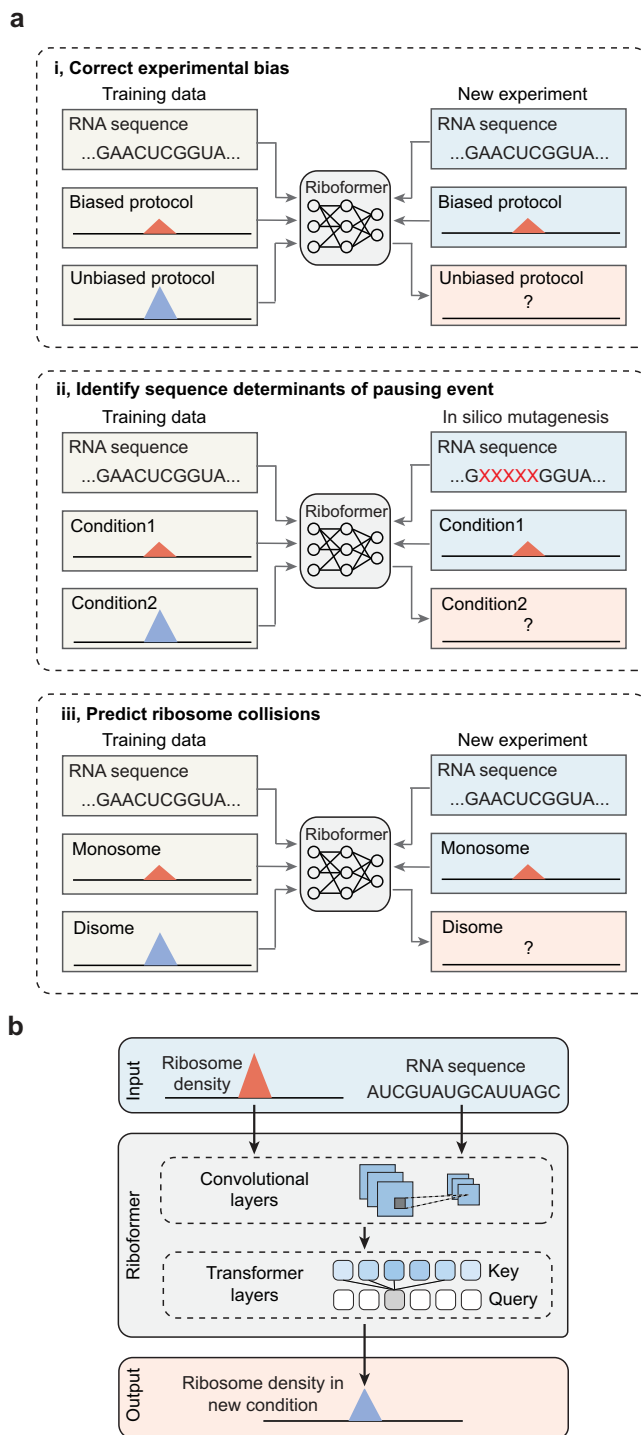 a
i, Correct experimental bias
Training data
New experiment
RNA sequence
...GAACUCGGUA...
Biased protocol
Unbiased protocol
Riboformer
RNA sequence
...GAACUCGGUA...
Biased protocol
Unbiased protocol
?
ii, Identify sequence determinants of pausing event
Training data
In silico mutagenesis
RNA sequence
...GAACUCGGUA...
Condition1
Condition2
Riboformer
RNA sequence
...GXXXXXGGUA...
Condition1
Condition2
?
iii, Predict ribosome collisions
Training data
New experiment
RNA sequence
...GAACUCGGUA...
Monosome
Disome
Riboformer
RNA sequence
...GAACUCGGUA...
Monosome
Disome
?
b
Input
Ribosome
density
RNA sequence
AUCGUAUGCAUUAGC
Riboformer
Convolutional
layers
Transformer
layers
Key
Query
Output
Ribosome density in
new condition